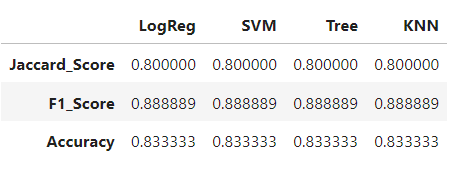 LogReg SVM Tree KNN
Jaccard_Score 0.800000 0.800000 0.800000 0.800000
F1_Score 0.888889 0.888889 0.888889 0.888889
Accuracy 0.833333 0.833333 0.833333 0.833333